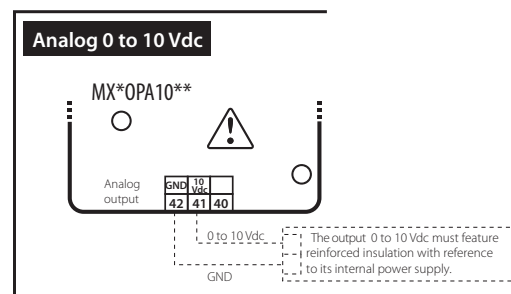 Analog 0 to 10 Vdc
MX*OPA10**
Analog
output
GND 10 Vdc
42 41 40
0 to 10 Vdc
GND
The output 0 to 10 Vdc must feature
reinforced insulation with reference
to its internal power supply.